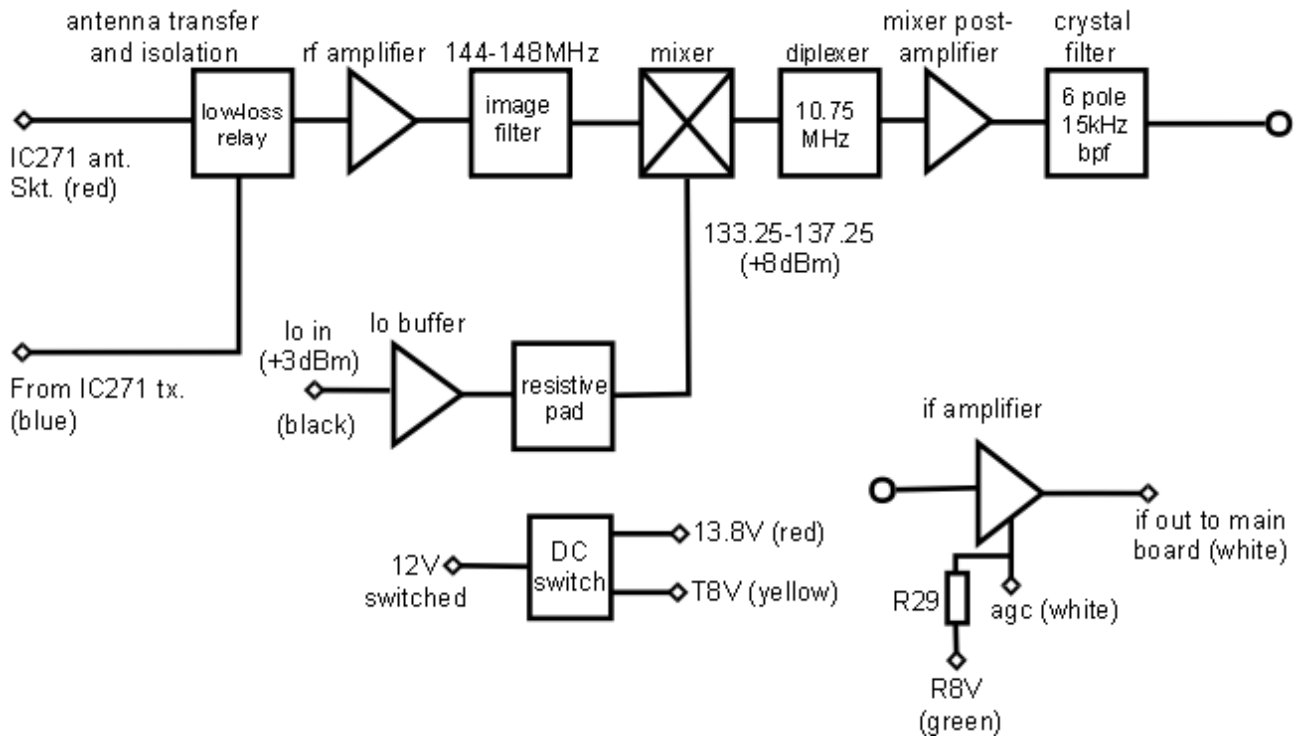 antenna transfer
and isolation
rf amplifier
144-148MHz
mixer
diplexer
mixer post-
amplifier
crystal
filter
low-loss
relay
image
filter
10.75
MHz
6 pole
15kHz
bpf
IC271 ant.
Skt. (red)
133.25-137.25
(+8dBm)
From IC271 tx.
(blue)
lo in
(+3dBm)
(black)
lo buffer
resistive
pad
if amplifier
if out to main
board (white)
12V
switched
DC
switch
13.8V (red)
T8V (yellow)
R29
agc (white)
R8V
(green)